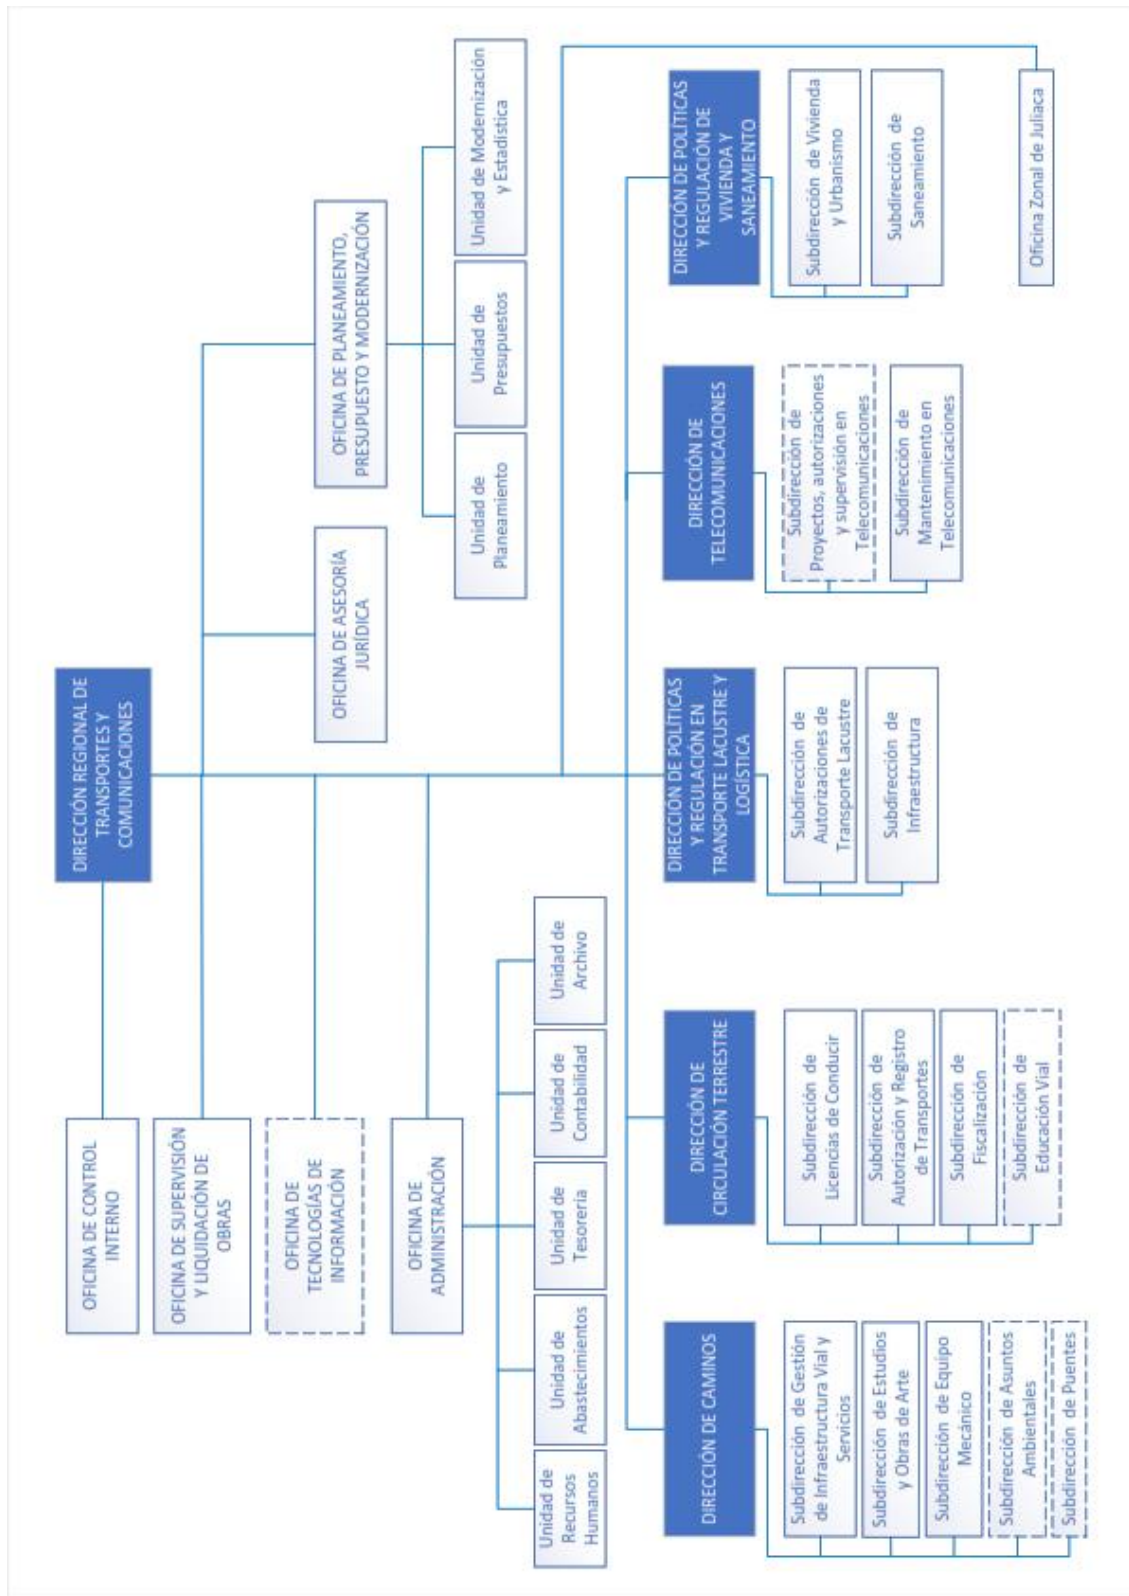 DIRECCIÓN REGIONAL DE
TRANSPORTES Y
COMUNICACIONES
OFICINA DE CONTROL
INTERNO
OFICINA DE SUPERVISIÓN
Y LIQUIDACIÓN DE
OBRAS
OFICINA DE
TECNOLOGÍAS DE
INFORMACIÓN
OFICINA DE
ADMINISTRACIÓN
OFICINA DE ASESORÍA
JURÍDICA
OFICINA DE PLANEAMIENTO,
PRESUPUESTO Y MODERNIZACIÓN
Unidad de
Planeamiento
Unidad de
Presupuestos
Unidad de Modernización
y Estadística
Unidad de
Recursos
Humanos
Unidad de
Abastecimientos
Unidad de
Tesoreria
Unidad de
Contabilidad
Unidad de
Archivo
DIRECCIÓN DE CAMINOS
Subdirección de Gestión
de Infraestructura Vial y
Servicios
Subdirección de Estudios
y Obras de Arte
Subdirección de Equipo
Mecánico
Subdirección de Asuntos
Ambientales
Subdirección de Puentes
DIRECCIÓN DE
CIRCULACIÓN TERRESTRE
Subdirección de
Licencias de Conducir
Subdirección de
Autorización y Registro
de Transportes
Subdirección de
Fiscalización
Subdirección de
Educación Vial
DIRECCIÓN DE POLÍTICAS
Y REGULACIÓN EN
TRANSPORTE LACUSTRE Y
LOGÍSTICA
Subdirección de
Autorizaciones de
Transporte Lacustre
Subdirección de
Infraestructura
DIRECCIÓN DE
TELECOMUNICACIONES
Subdirección de
Proyectos, autorizaciones
y supervisión en
Telecomunicaciones
Subdirección de
Mantenimiento en
Telecomunicaciones
DIRECCIÓN DE POLÍTICAS
Y REGULACIÓN DE
VIVIENDA Y
SANEAMIENTO
Subdirección de Vivienda
y Urbanismo
Subdirección de
Saneamiento
Oficina Zonal de Juliaca